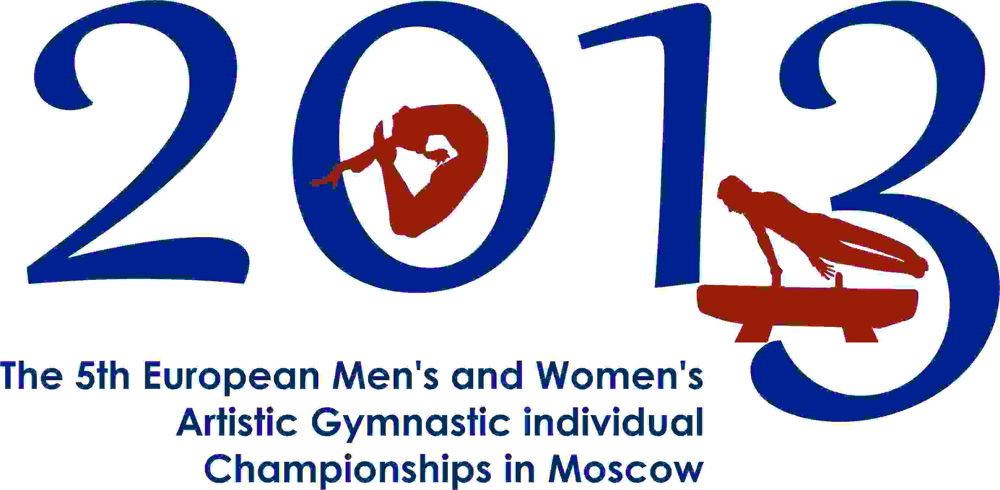 2013
The 5th European Men's and Women's
Artistic Gymnastic individual
Championships in Moscow